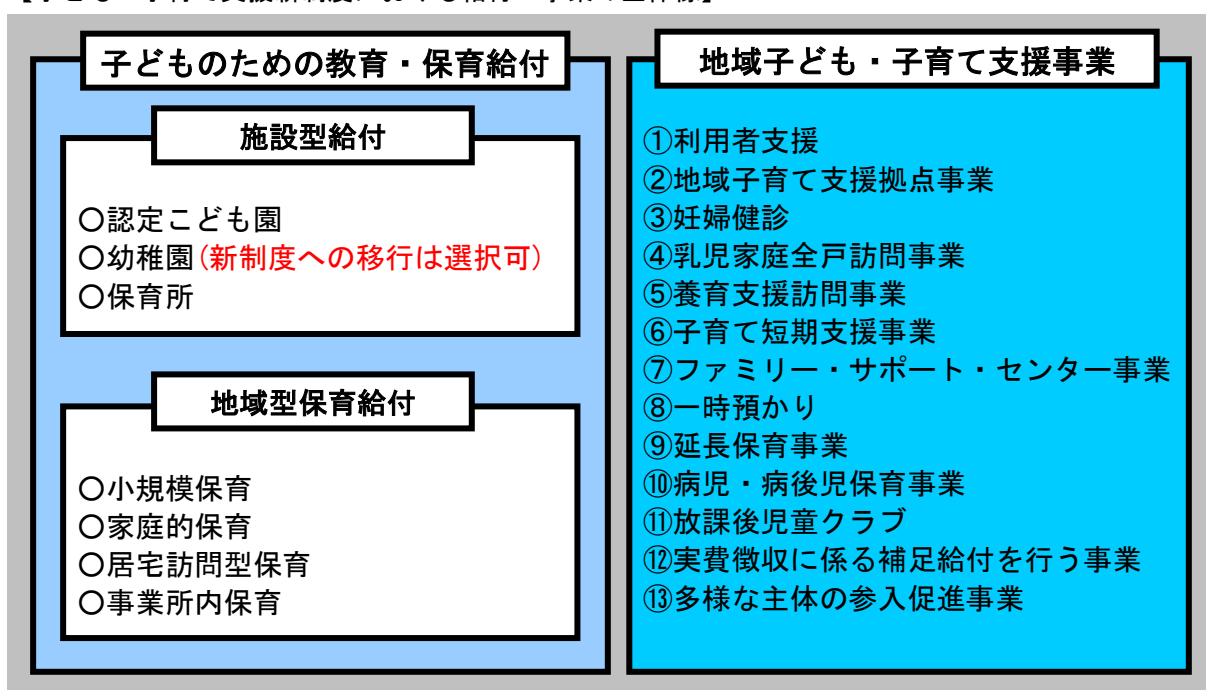 子どものための教育・保育給付
施設型給付
〇認定こども園
〇幼稚園(新制度への移行は選択可)
〇保育所
地域型保育給付
〇小規模保育
〇家庭的保育
〇居宅訪問型保育
〇事業所内保育
地域子ども・子育て支援事業
①利用者支援
②地域子育て支援拠点事業
③妊婦健診
④乳児家庭全戸訪問事業
⑤養育支援訪問事業
⑥子育て短期支援事業
⑦ファミリー・サポート・センター事業
⑧一時預かり
⑨延長保育事業
⑩病児・病後児保育事業
⑪放課後児童クラブ
⑫実費徴収に係る補足給付を行う事業
⑬多様な主体の参入促進事業